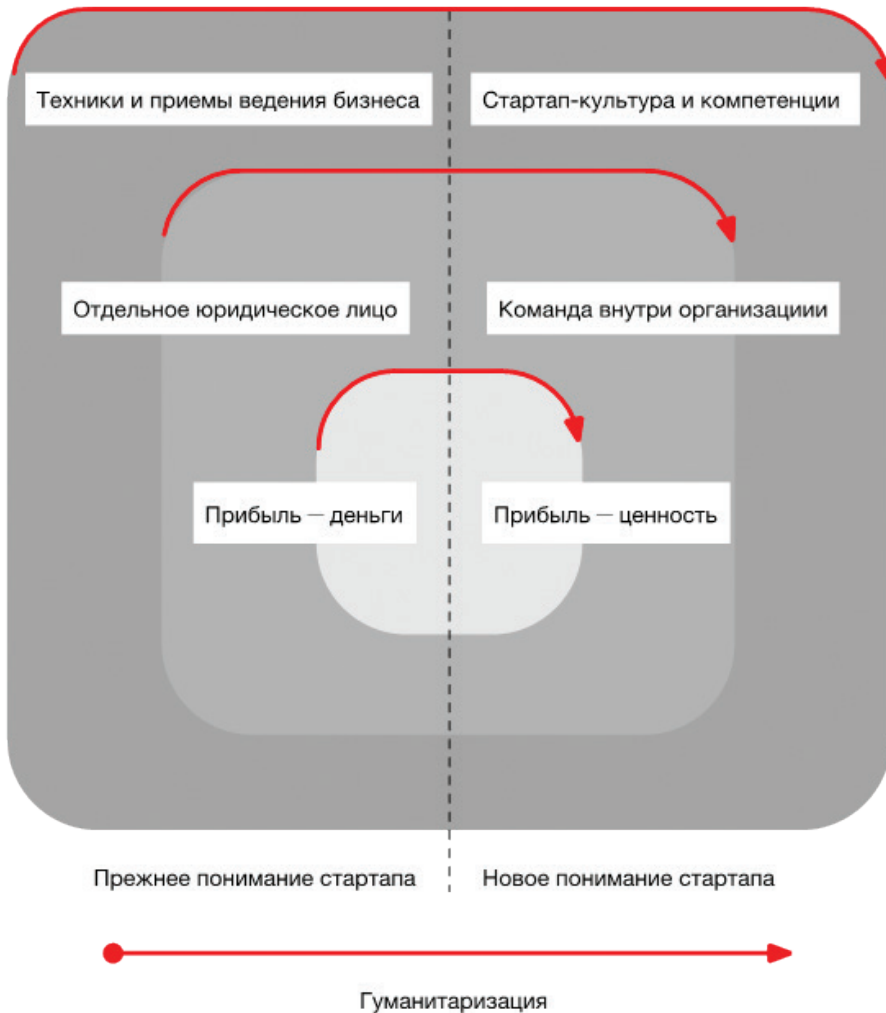 Техники и приемы ведения бизнеса
Стартап-культура и компетенции
Отдельное юридическое лицо
Команда внутри организациии
Прибыль — деньги
Прибыль — ценность
Прежнее понимание стартапа
Новое понимание стартапа
Гуманитаризация